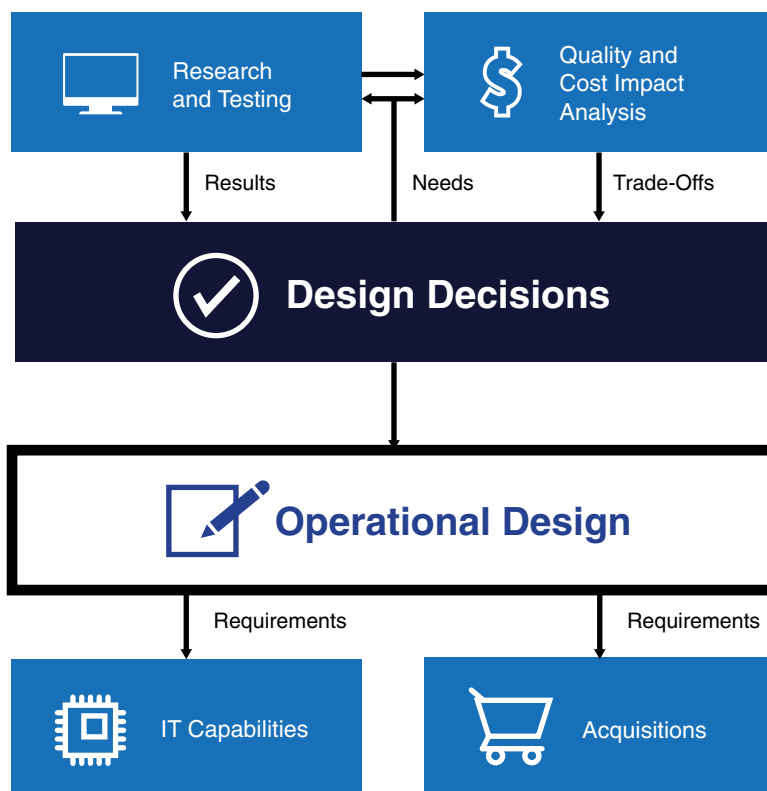 Research
and Testing
Quality and
Cost Impact
Analysis
Results
Needs
Trade-Offs
Design Decisions
Operational Design
Requirements
Requirements
IT Capabilities
Acquisitions